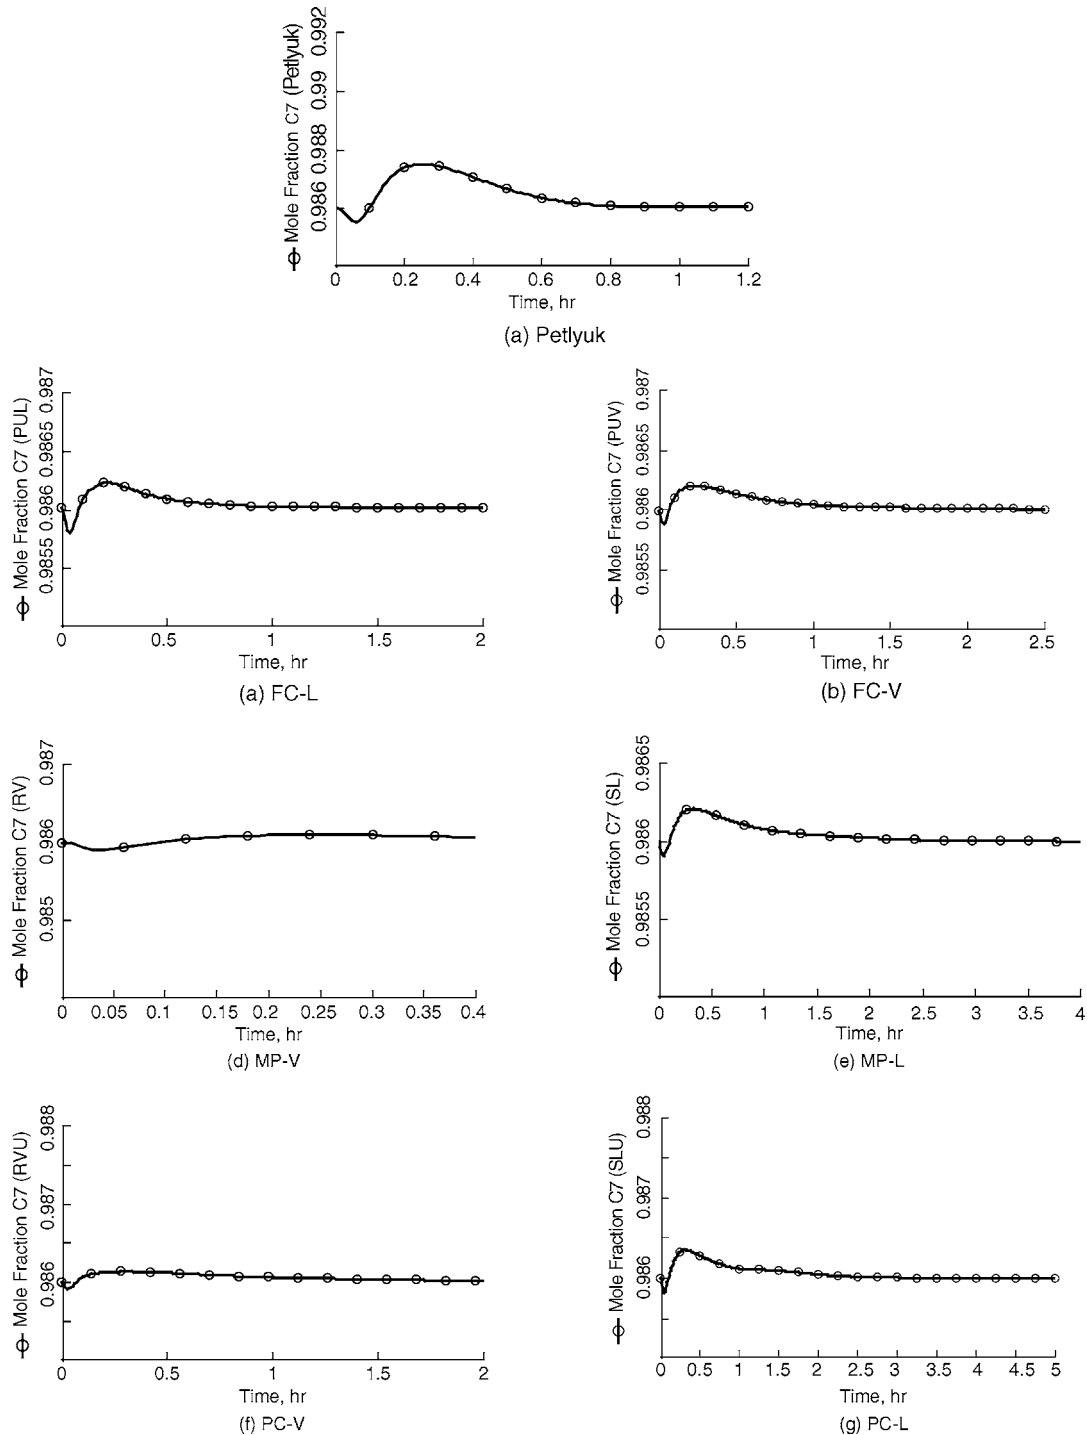 Mole Fraction C7 (Petlyuk)
0.986 0.988 0.99 0.992
0 0.2 0.4 0.6 0.8 1 1.2
Time, hr
(a) Petlyuk
Mole Fraction C7 (PUL)
0.9855 0.986 0.9865 0.987
0 0.5 1 1.5 2
Time, hr
(a) FC-L
Mole Fraction C7 (PUV)
0.9855 0.986 0.9865 0.987
0 0.5 1 1.5 2 2.5
Time, hr
(b) FC-V
Mole Fraction C7 (RV)
0.985 0.986 0.987
0 0.05 0.1 0.15 0.2 0.25 0.3 0.35 0.4
Time, hr
(d) MP-V
Mole Fraction C7 (SL)
0.9855 0.986 0.9865
0 0.5 1 1.5 2 2.5 3 3.5 4
Time, hr
(e) MP-L
Mole Fraction C7 (RVU)
0.986 0.987 0.988
0 0.5 1 1.5 2
Time, hr
(f) PC-V
Mole Fraction C7 (SLU)
0.986 0.987 0.988
0 0.5 1 1.5 2 2.5 3 3.5 4 4.5 5
Time, hr
(g) PC-L